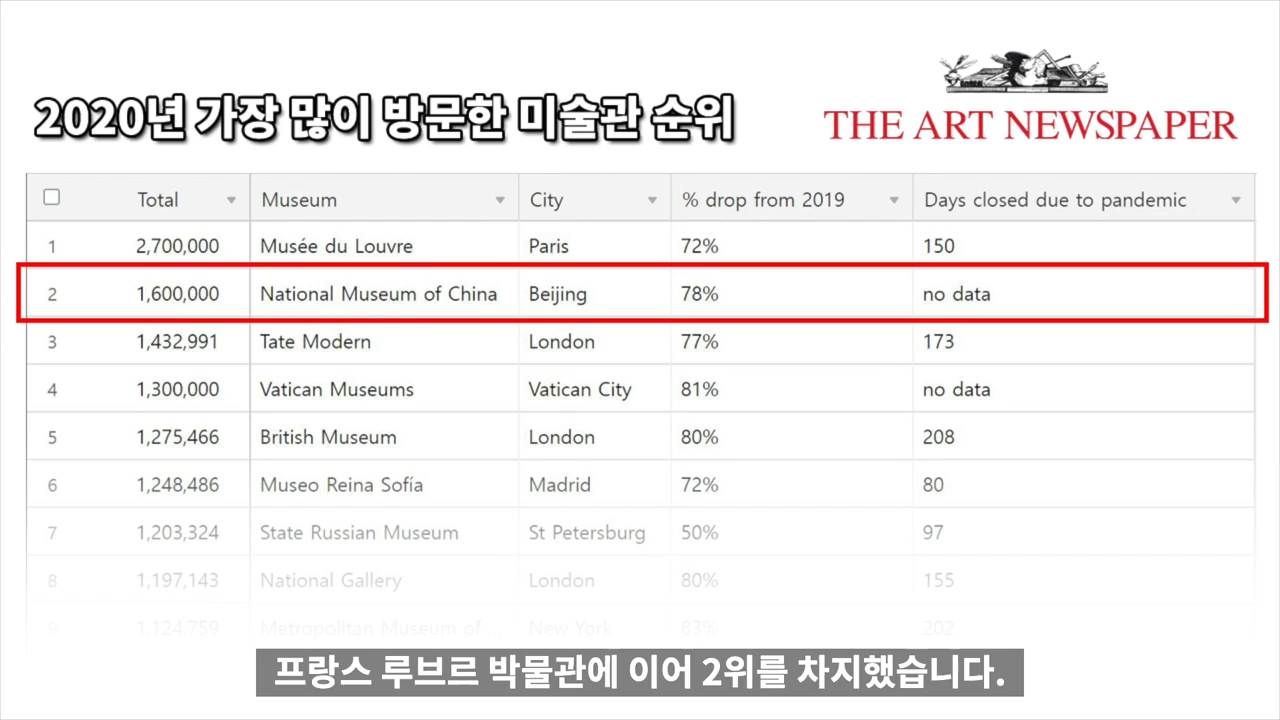 2020년 가장 많이 방문한 미술관 순위
THE ART NEWSPAPER
Total Museum City % drop from 2019 Days closed due to pandemic
1 2,700,000 Musée du Louvre Paris 72% 150
2 1,600,000 National Museum of China Beijing 78% no data
3 1,432,991 Tate Modern London 77% 173
4 1,300,000 Vatican Museums Vatican City 81% no data
5 1,275,466 British Museum London 80% 208
6 1,248,486 Museo Reina Sofía Madrid 72% 80
7 1,203,324 State Russian Museum St Petersburg 50% 97
8 1,197,143 National Gallery London 80% 155
9 1,124,759 Metropolitan Museum of ... New York 83% 202
프랑스 루브르 박물관에 이어 2위를 차지했습니다.